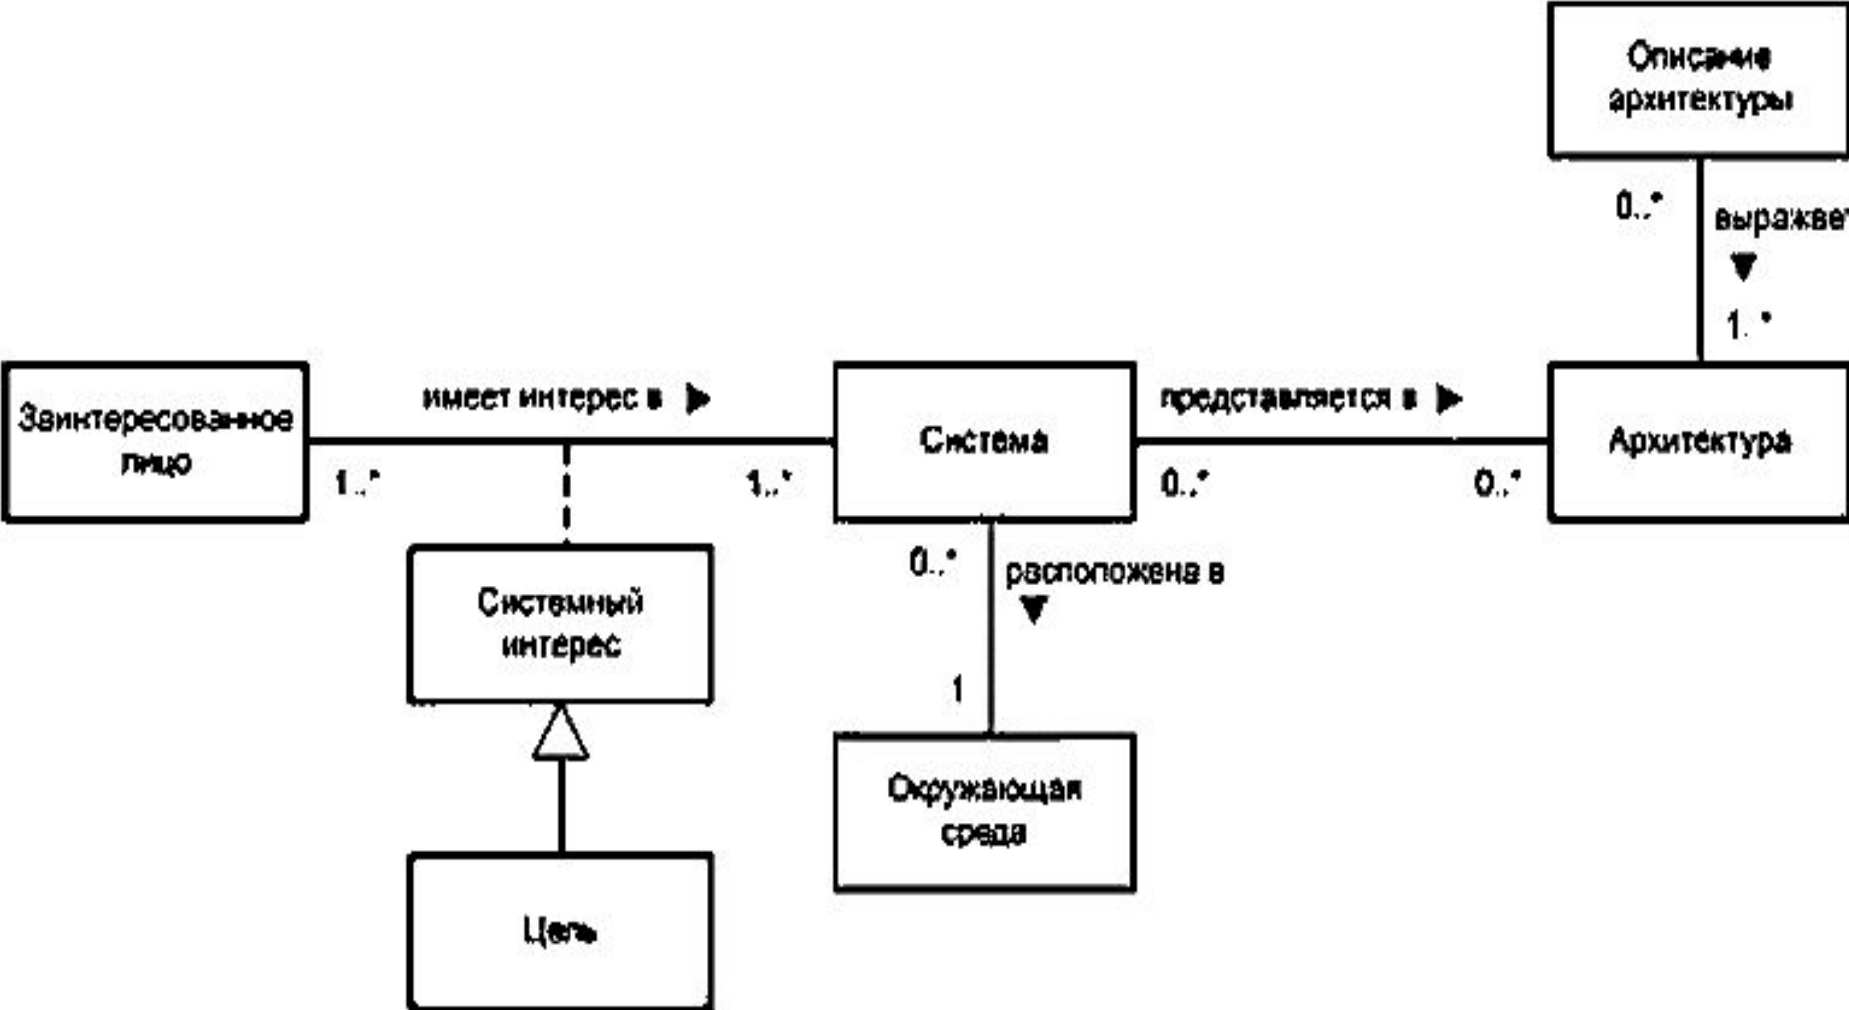 Описание
архитектуры
0..*
выражает
1..*
Заинтересованное
лицо
имеет интерес в
1..*
1..*
Система
представляется в
0..*
0..*
Архитектура
Системный
интерес
0..*
расположена в
1
Окружающая
среда
Цель